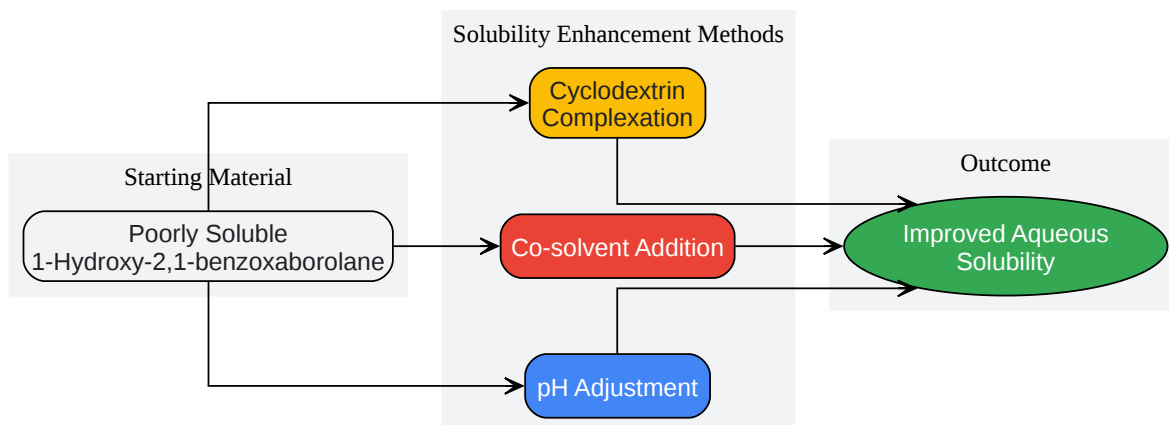 Solubility Enhancement Methods
Cyclodextrin
Complexation
Starting Material
Poorly Soluble
1-Hydroxy-2,1-benzoxaborolane
Co-solvent Addition
pH Adjustment
Outcome
Improved Aqueous
Solubility